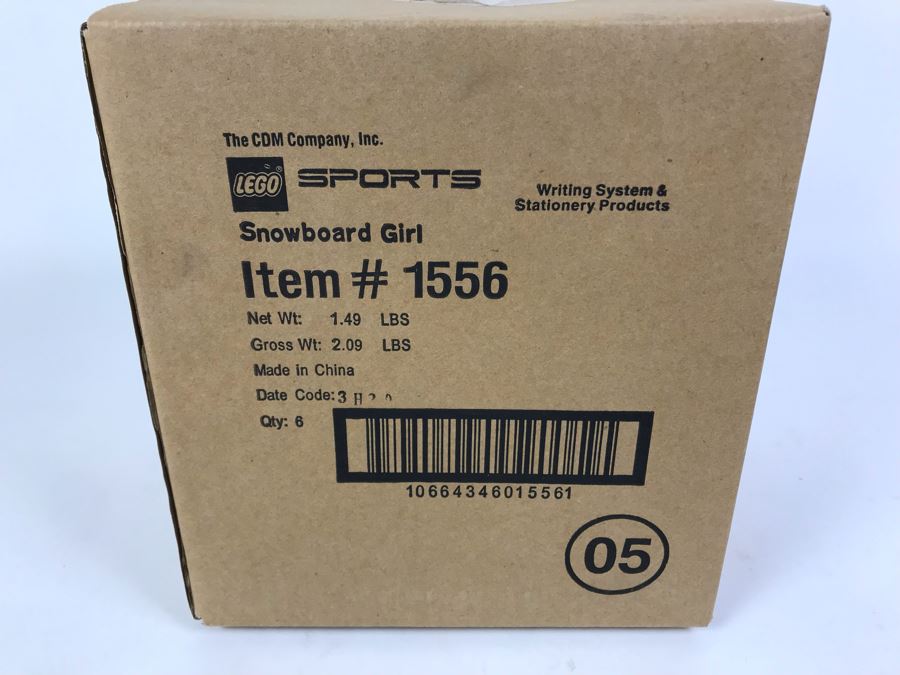 The CDM Company, Inc.
LEGO® SPORTS
Writing System &
Stationery Products
Snowboard Girl
Item # 1556
Net Wt: 1.49 LBS
Gross Wt: 2.09 LBS
Made in China
Date Code: 3 H
Qty: 6
10664346015561
05